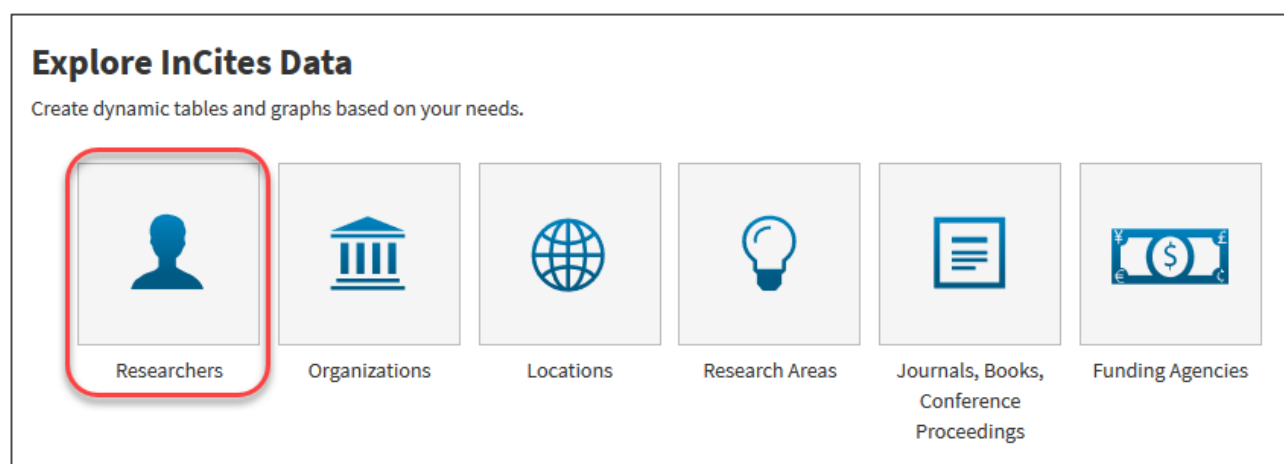 Explore InCites Data
Create dynamic tables and graphs based on your needs.
¥ £
$
€ ¢
Researchers
Organizations
Locations
Research Areas
Journals, Books,
Conference
Proceedings
Funding Agencies